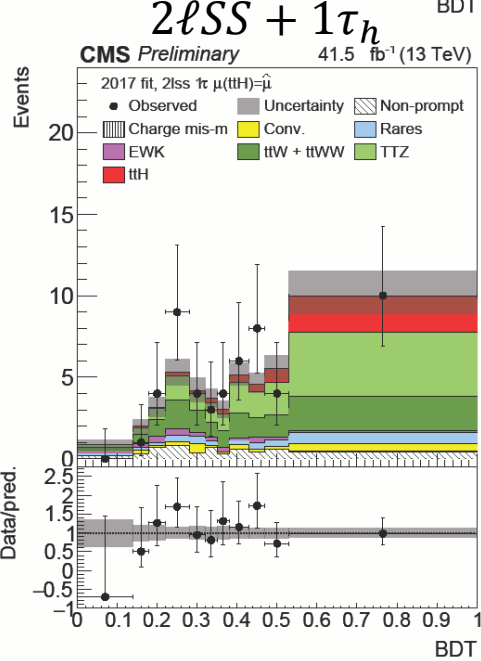 BDT
2ℓSS + 1τₕ
CMS Preliminary 41.5 fb⁻¹ (13 TeV)
2017 fit, 2lss 1τ μ(ttH)=μ̂
Observed Uncertainty Non-prompt
Charge mis-m Conv. Rares
EWK ttW + ttWW TTZ
ttH
Events
20
15
10
5
0
Data/pred.
2.5
2
1.5
1
0.5
0
−0.5
−1
0 0.1 0.2 0.3 0.4 0.5 0.6 0.7 0.8 0.9 1
BDT